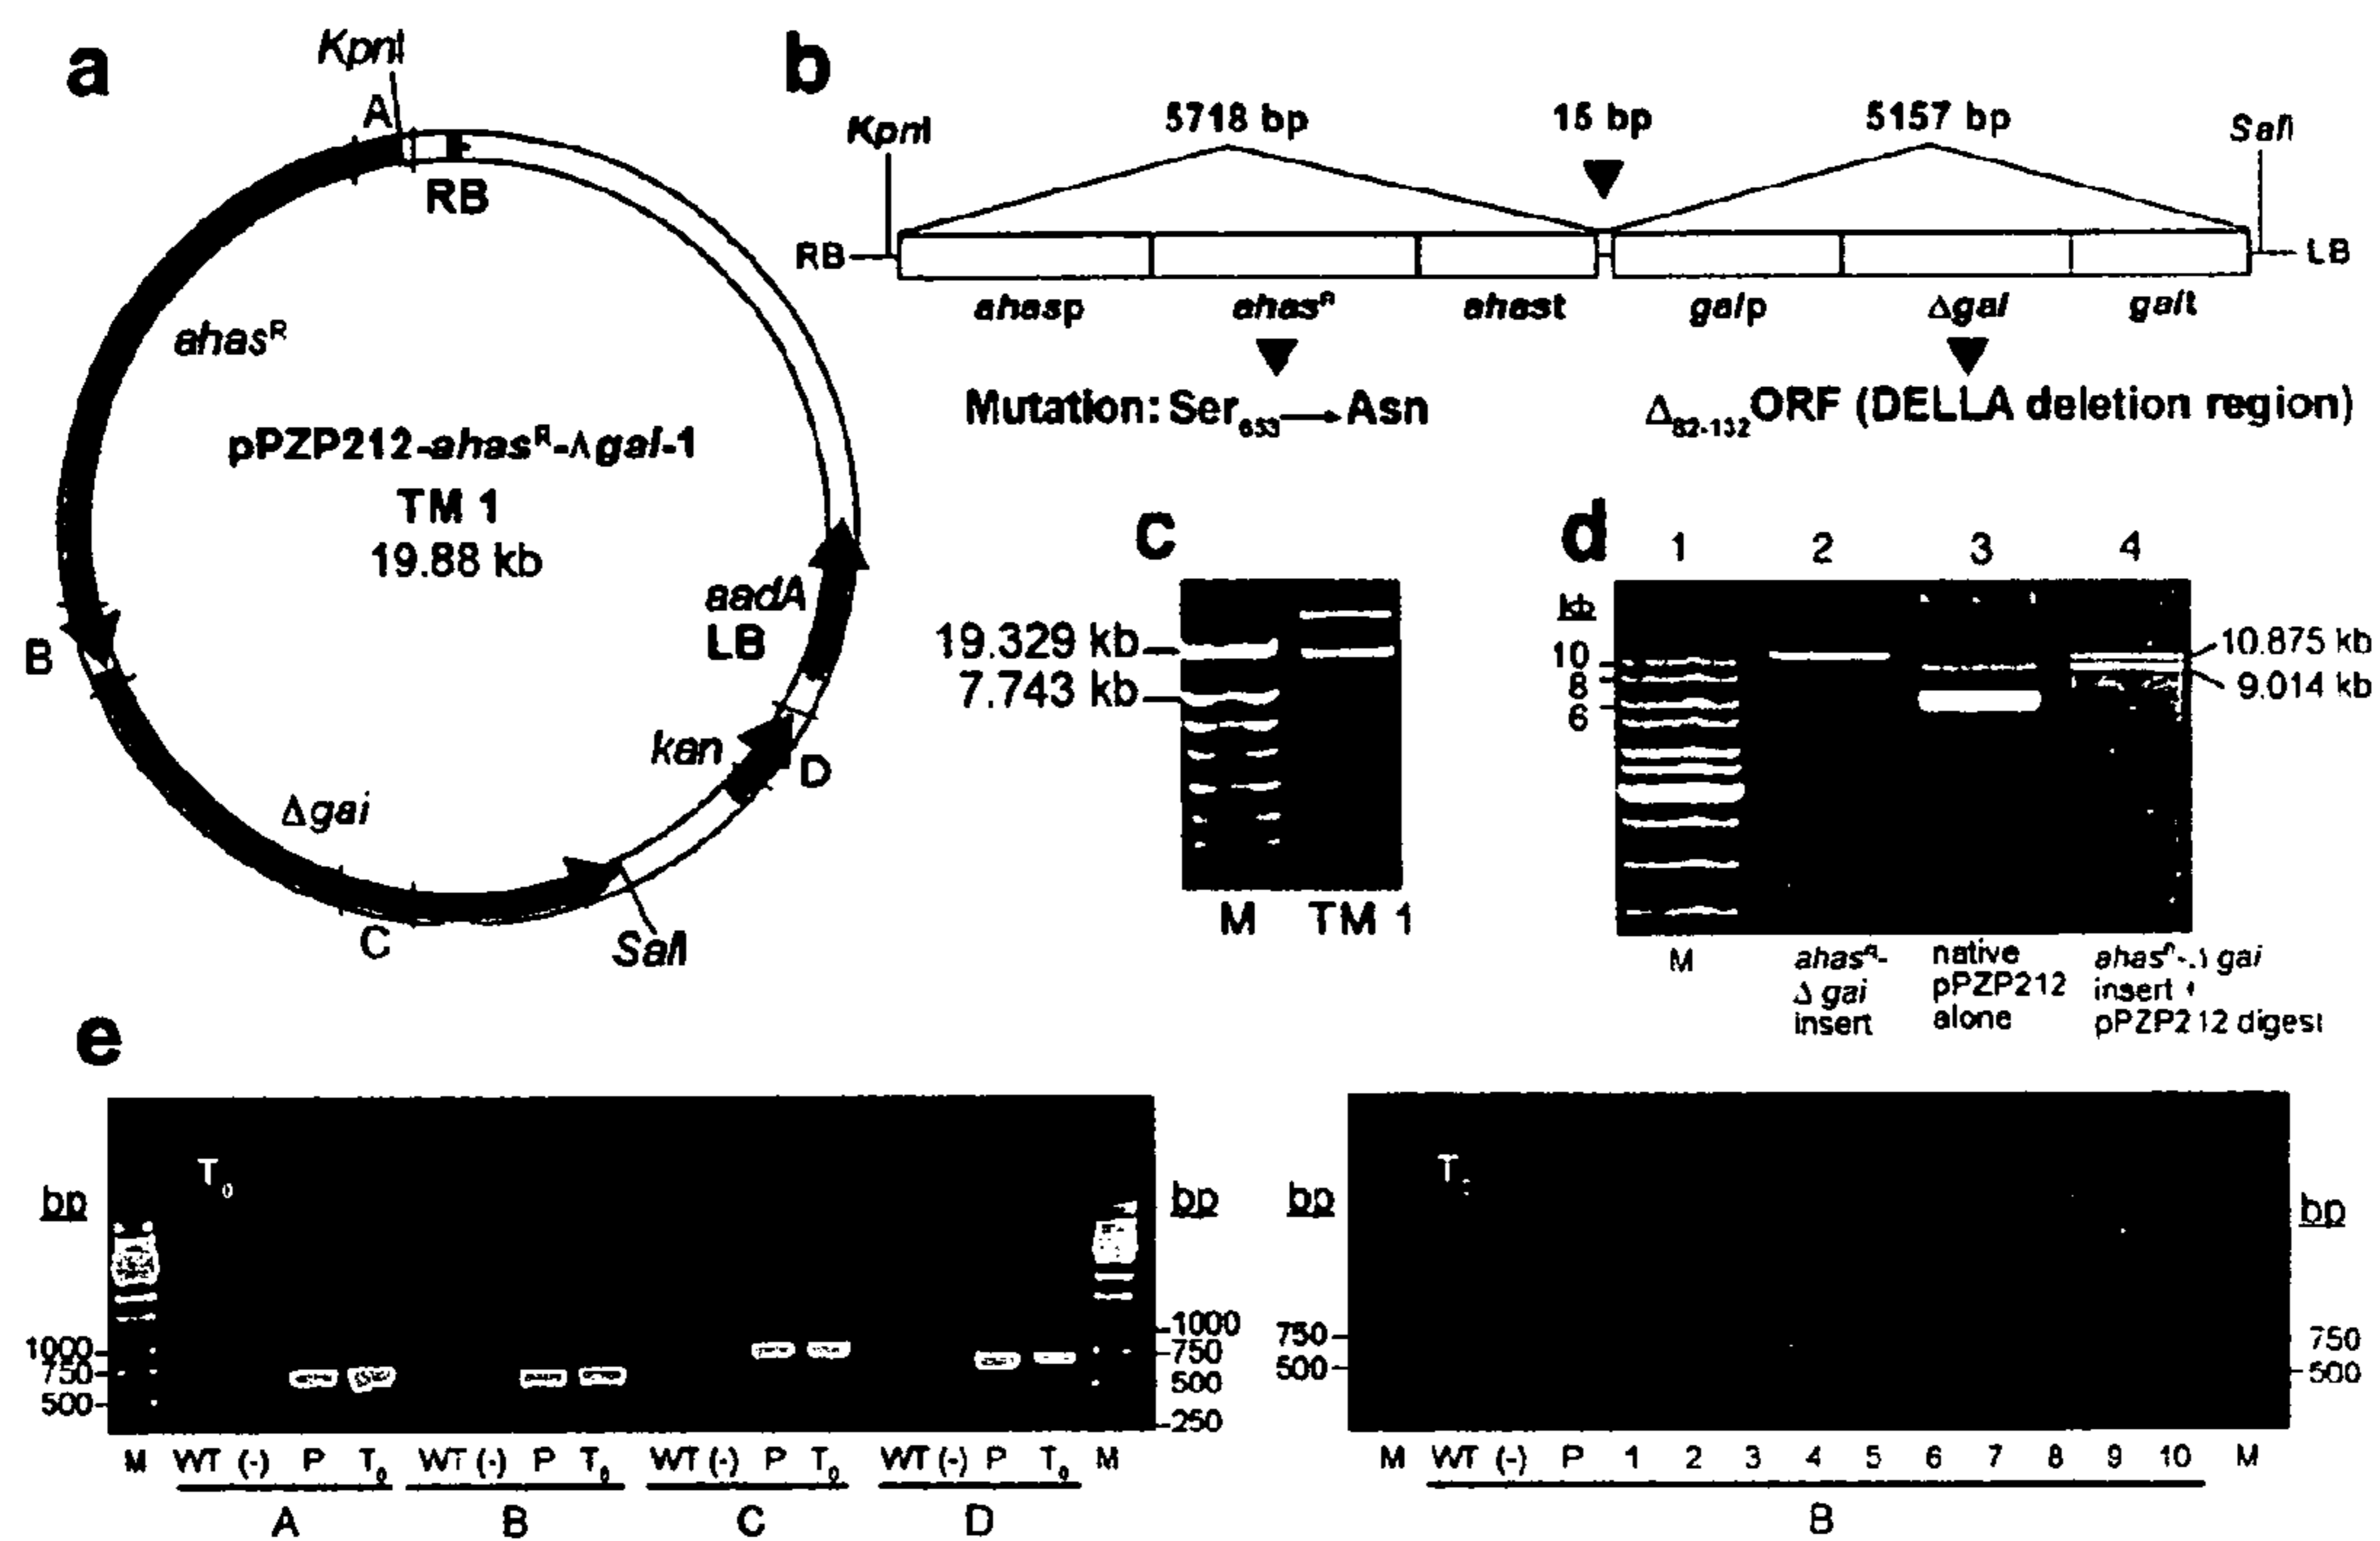 a
KpnI
A
RB
ahasR
pPZP212-ahasR-Δgai-1
TM 1
19.88 kb
aadA
LB
B
kan
D
Δgai
C
SalI
b
KpnI
5718 bp
15 bp
5157 bp
SalI
RB
LB
ahasp
ahasR
ahast
gaip
Δgai
gait
Mutation: Ser653→Asn
Δ82-132ORF (DELLA deletion region)
c
19.329 kb
7.743 kb
M TM 1
d
1 2 3 4
kb
10
8
6
10.875 kb
9.014 kb
M
ahasR-
Δ gai
insert
native
pPZP212
alone
ahasR-Δ gai
insert +
pPZP212 digest
e
T0
bp
1000
750
500
bp
1000
750
500
250
M WT (-) P T0 WT (-) P T0 WT (-) P T0 WT (-) P T0 M
A B C D
T0
bp
750
500
bp
750
500
M WT (-) P 1 2 3 4 5 6 7 8 9 10 M
B